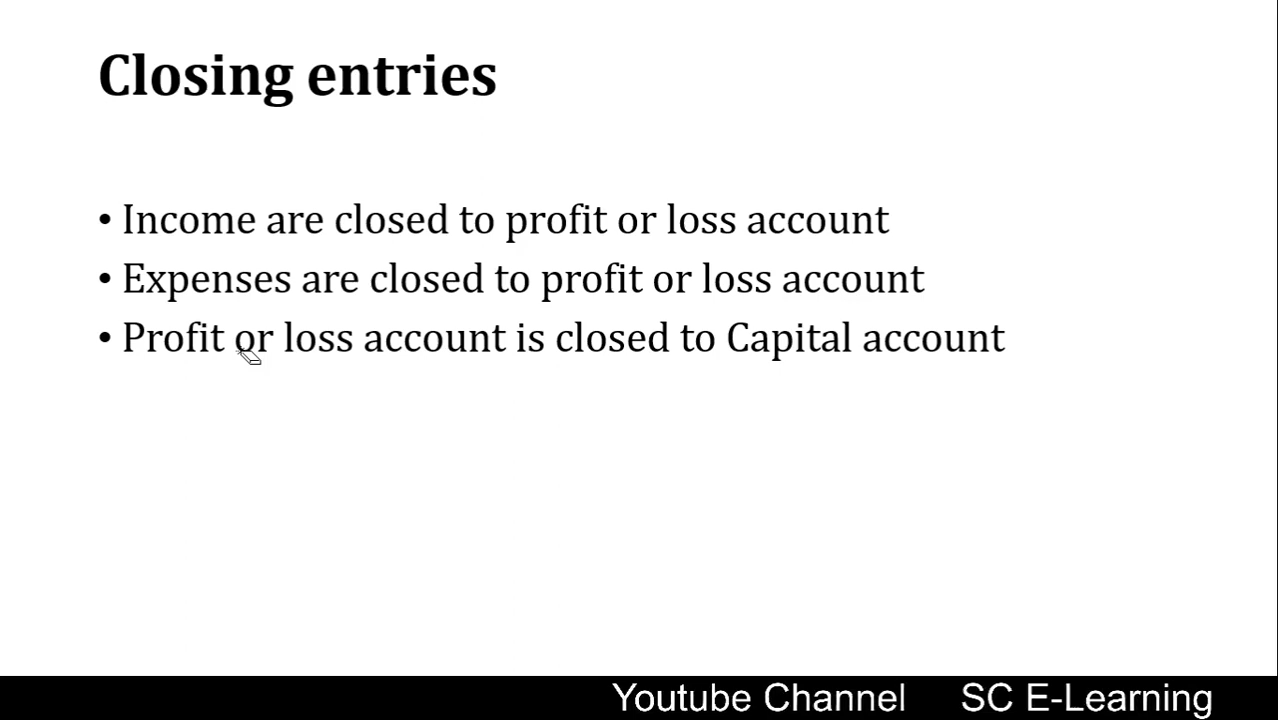 Closing entries
• Income are closed to profit or loss account
• Expenses are closed to profit or loss account
• Profit or loss account is closed to Capital account
Youtube Channel SC E-Learning